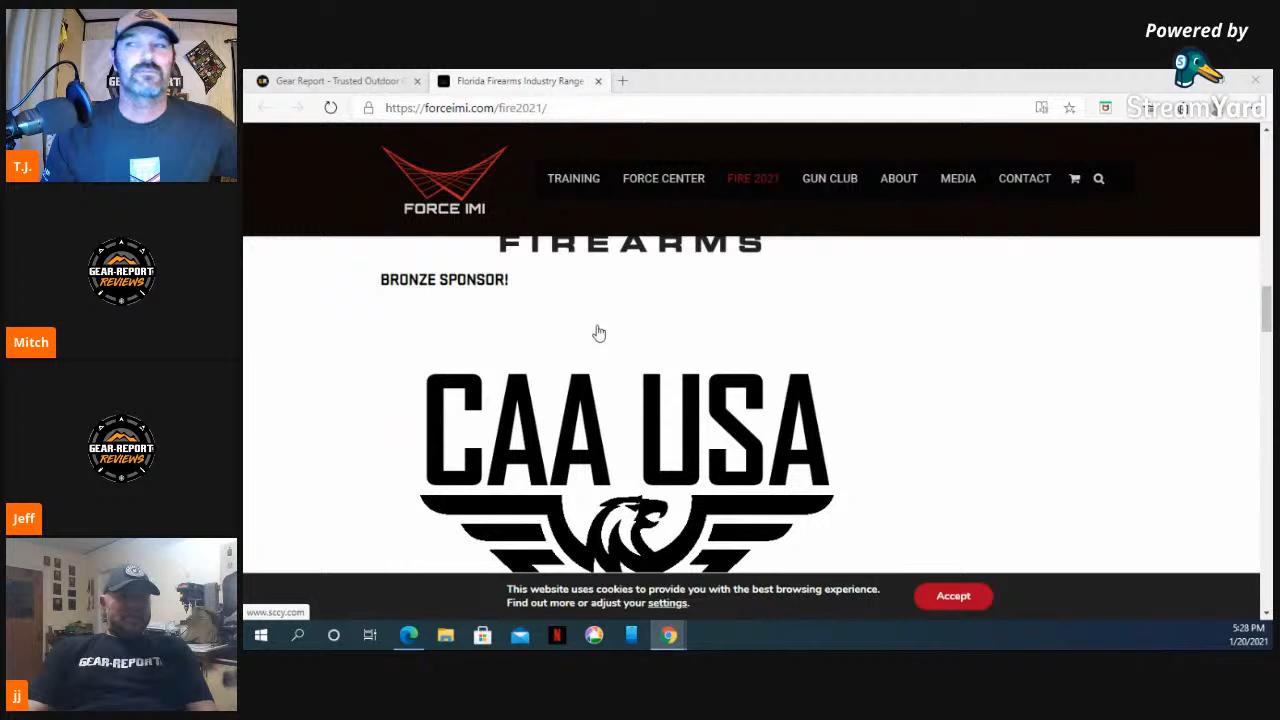 Powered by
StreamYard
T.J.
GEAR-REPORT
REVIEWS
Mitch
GEAR-REPORT
REVIEWS
Jeff
GEAR-REPORT
jj
Gear Report - Trusted Outdoor
Florida Firearms Industry Range
https://forceimi.com/fire2021/
FORCE IMI
TRAINING
FORCE CENTER
FIRE 2021
GUN CLUB
ABOUT
MEDIA
CONTACT
FIREARMS
BRONZE SPONSOR!
CAA USA
This website uses cookies to provide you with the best browsing experience.
Find out more or adjust your settings.
Accept
www.sccy.com
N
5:28 PM
1/20/2021